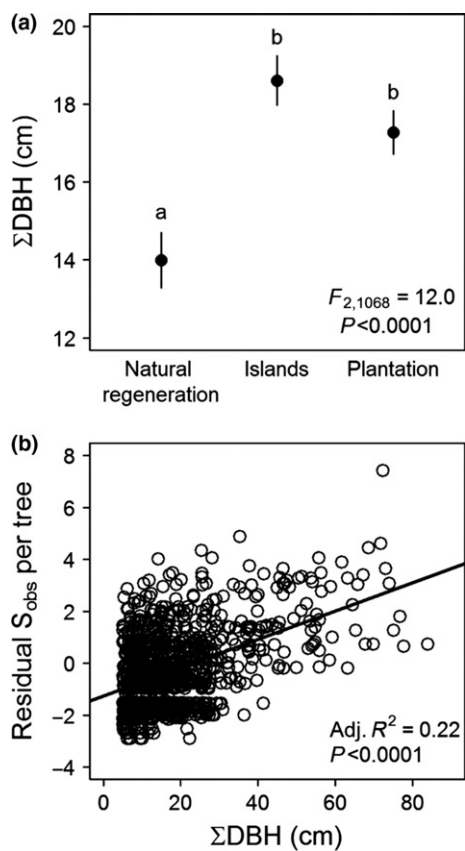 (a)
20
18
16
14
12
ΣDBH (cm)
a
b
b
F2,1068 = 12.0
P<0.0001
Natural regeneration
Islands
Plantation
(b)
8
6
4
2
0
−2
−4
Residual Sobs per tree
Adj. R² = 0.22
P<0.0001
0 20 40 60 80
ΣDBH (cm)